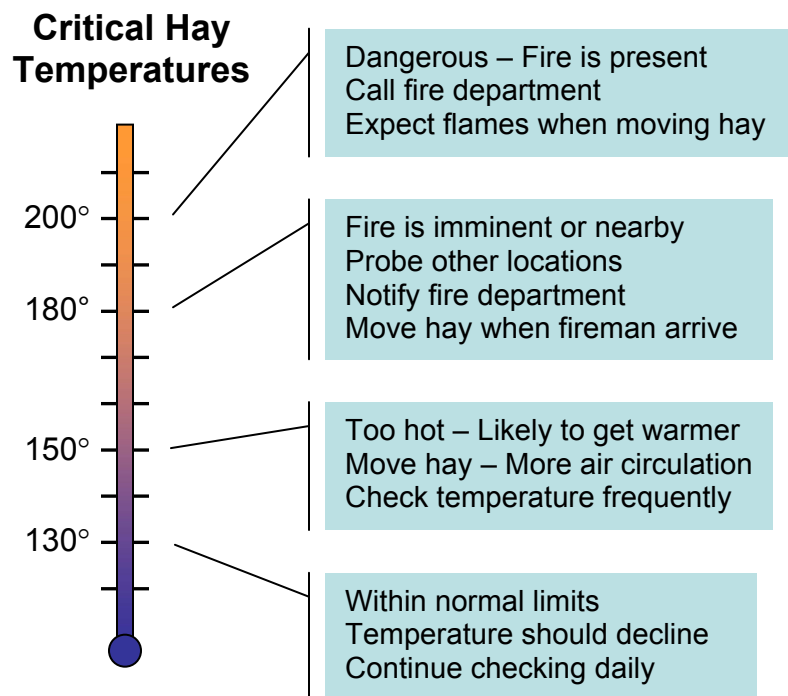 Critical Hay
Temperatures
200°
Dangerous – Fire is present
Call fire department
Expect flames when moving hay
180°
Fire is imminent or nearby
Probe other locations
Notify fire department
Move hay when fireman arrive
150°
Too hot – Likely to get warmer
Move hay – More air circulation
Check temperature frequently
130°
Within normal limits
Temperature should decline
Continue checking daily